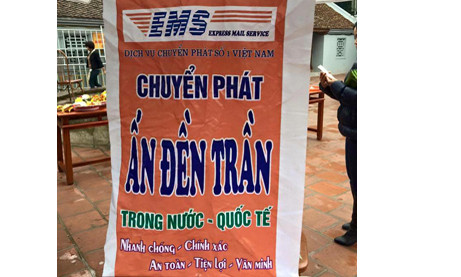 EMS
EXPRESS MAIL SERVICE
DỊCH VỤ CHUYỂN PHÁT SỐ 1 VIỆT NAM
CHUYỂN PHÁT
ẤN ĐỀN TRẦN
TRONG NƯỚC - QUỐC TẾ
Nhanh chóng - Chính xác
An toàn - Tiện lợi - Văn minh